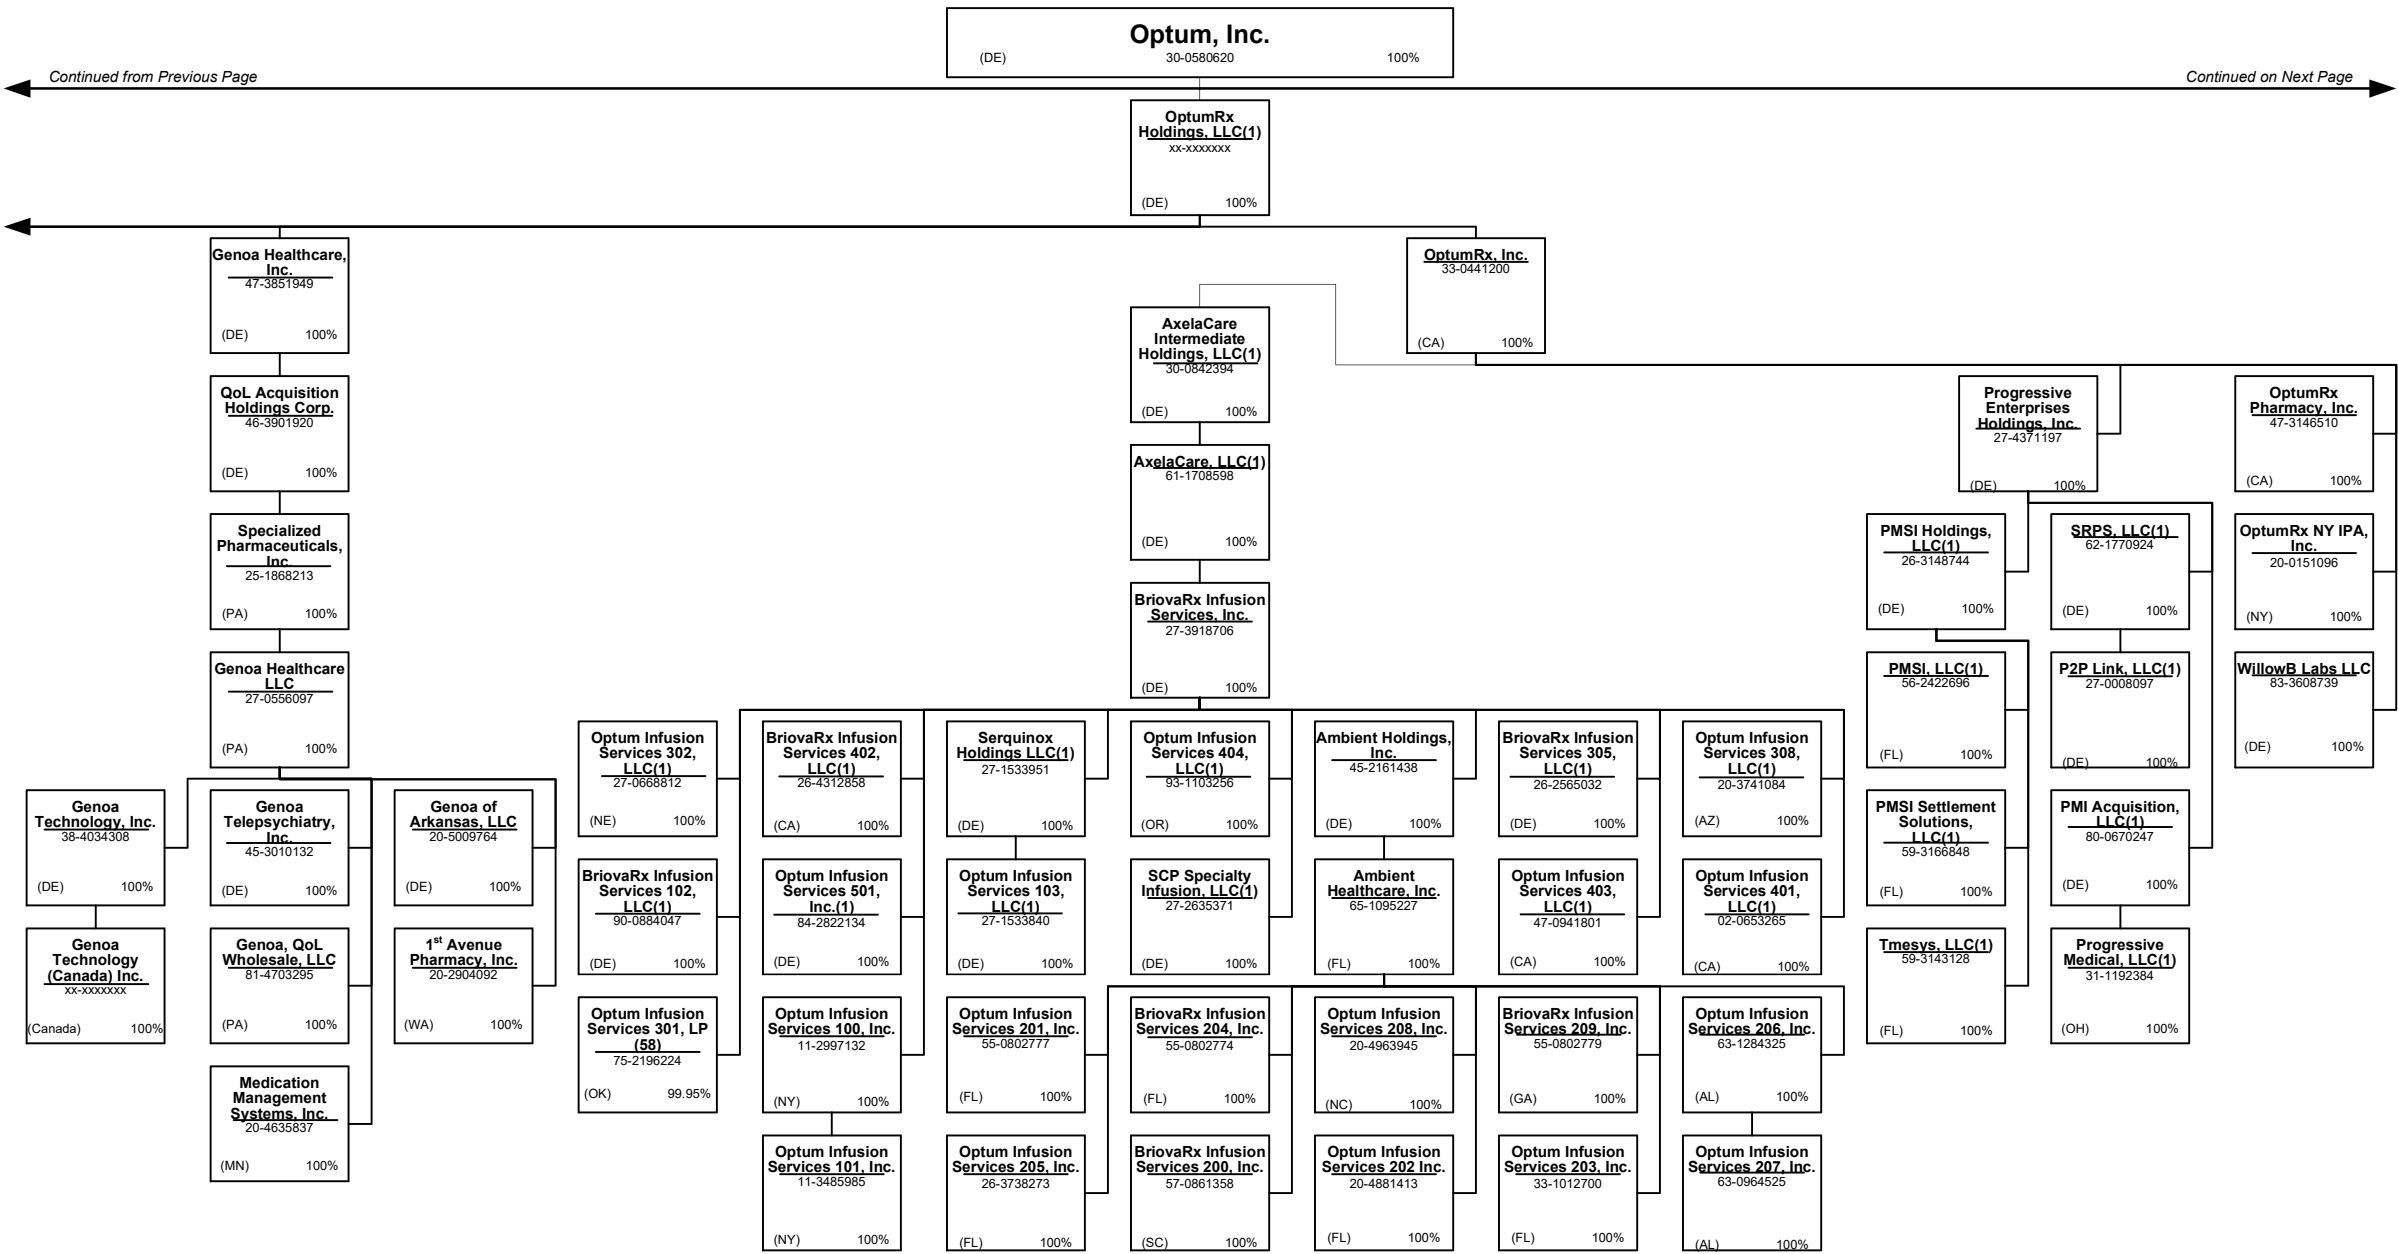 Optum, Inc.
(DE) 30-0580620 100%
Continued from Previous Page
Continued on Next Page
OptumRx
Holdings, LLC(1)
xx-xxxxxxx
(DE) 100%
Genoa Healthcare,
Inc.
47-3851949
(DE) 100%
OptumRx, Inc.
33-0441200
(CA) 100%
AxelaCare
Intermediate
Holdings, LLC(1)
30-0842394
(DE) 100%
QoL Acquisition
Holdings Corp.
46-3901920
(DE) 100%
Progressive
Enterprises
Holdings, Inc.
27-4371197
(DE) 100%
OptumRx
Pharmacy, Inc.
47-3146510
(CA) 100%
AxelaCare, LLC(1)
61-1708598
(DE) 100%
Specialized
Pharmaceuticals,
Inc.
25-1868213
(PA) 100%
PMSI Holdings,
LLC(1)
26-3148744
(DE) 100%
SRPS, LLC(1)
62-1770924
(DE) 100%
OptumRx NY IPA,
Inc.
20-0151096
(NY) 100%
BriovaRx Infusion
Services, Inc.
27-3918706
(DE) 100%
Genoa Healthcare
LLC
27-0556097
(PA) 100%
PMSI, LLC(1)
56-2422696
(FL) 100%
P2P Link, LLC(1)
27-0008097
(DE) 100%
WillowB Labs LLC
83-3608739
(DE) 100%
Optum Infusion
Services 302,
LLC(1)
27-0668812
(NE) 100%
BriovaRx Infusion
Services 402,
LLC(1)
26-4312858
(CA) 100%
Serquinox
Holdings LLC(1)
27-1533951
(DE) 100%
Optum Infusion
Services 404,
LLC(1)
93-1103256
(OR) 100%
Ambient Holdings,
Inc.
45-2161438
(DE) 100%
BriovaRx Infusion
Services 305,
LLC(1)
26-2565032
(DE) 100%
Optum Infusion
Services 308,
LLC(1)
20-3741084
(AZ) 100%
Genoa
Technology, Inc.
38-4034308
(DE) 100%
Genoa
Telepsychiatry,
Inc.
45-3010132
(DE) 100%
Genoa of
Arkansas, LLC
20-5009764
(DE) 100%
PMSI Settlement
Solutions,
LLC(1)
59-3166848
(FL) 100%
PMI Acquisition,
LLC(1)
80-0670247
(DE) 100%
BriovaRx Infusion
Services 102,
LLC(1)
90-0884047
(DE) 100%
Optum Infusion
Services 501,
Inc.(1)
84-2822134
(DE) 100%
Optum Infusion
Services 103,
LLC(1)
27-1533840
(DE) 100%
SCP Specialty
Infusion, LLC(1)
27-2635371
(DE) 100%
Ambient
Healthcare, Inc.
65-1095227
(FL) 100%
Optum Infusion
Services 403,
LLC(1)
47-0941801
(CA) 100%
Optum Infusion
Services 401,
LLC(1)
02-0653265
(CA) 100%
Genoa
Technology
(Canada) Inc.
xx-xxxxxxx
(Canada) 100%
Genoa, QoL
Wholesale, LLC
81-4703295
(PA) 100%
1st Avenue
Pharmacy, Inc.
20-2904092
(WA) 100%
Tmesys, LLC(1)
59-3143128
(FL) 100%
Progressive
Medical, LLC(1)
31-1192384
(OH) 100%
Optum Infusion
Services 301, LP
(58)
75-2196224
(OK) 99.95%
Optum Infusion
Services 100, Inc.
11-2997132
(NY) 100%
Optum Infusion
Services 201, Inc.
55-0802777
(FL) 100%
BriovaRx Infusion
Services 204, Inc.
55-0802774
(FL) 100%
Optum Infusion
Services 208, Inc.
20-4963945
(NC) 100%
BriovaRx Infusion
Services 209, Inc.
55-0802779
(GA) 100%
Optum Infusion
Services 206, Inc.
63-1284325
(AL) 100%
Medication
Management
Systems, Inc.
20-4635837
(MN) 100%
Optum Infusion
Services 101, Inc.
11-3485985
(NY) 100%
Optum Infusion
Services 205, Inc.
26-3738273
(FL) 100%
BriovaRx Infusion
Services 200, Inc.
57-0861358
(SC) 100%
Optum Infusion
Services 202 Inc.
20-4881413
(FL) 100%
Optum Infusion
Services 203, Inc.
33-1012700
(FL) 100%
Optum Infusion
Services 207, Inc.
63-0964525
(AL) 100%